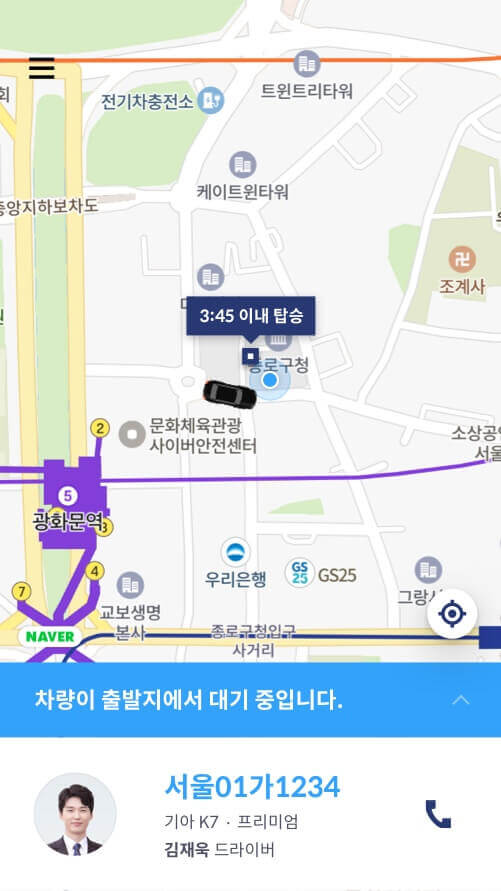 회
트윈트리타워
전기차충전소
케이트윈타워
중앙지하보차도
조계사
원
3:45 이내 탑승
종로구청
2
문화체육관광
사이버안전센터
소상공인
서울
5
광화문역
3
4
우리은행
GS
25
GS25
7
교보생명
본사
그랑서
NAVER
종로구청입구
사거리
차량이 출발지에서 대기 중입니다.
서울01가1234
기아 K7 · 프리미엄
김재욱 드라이버